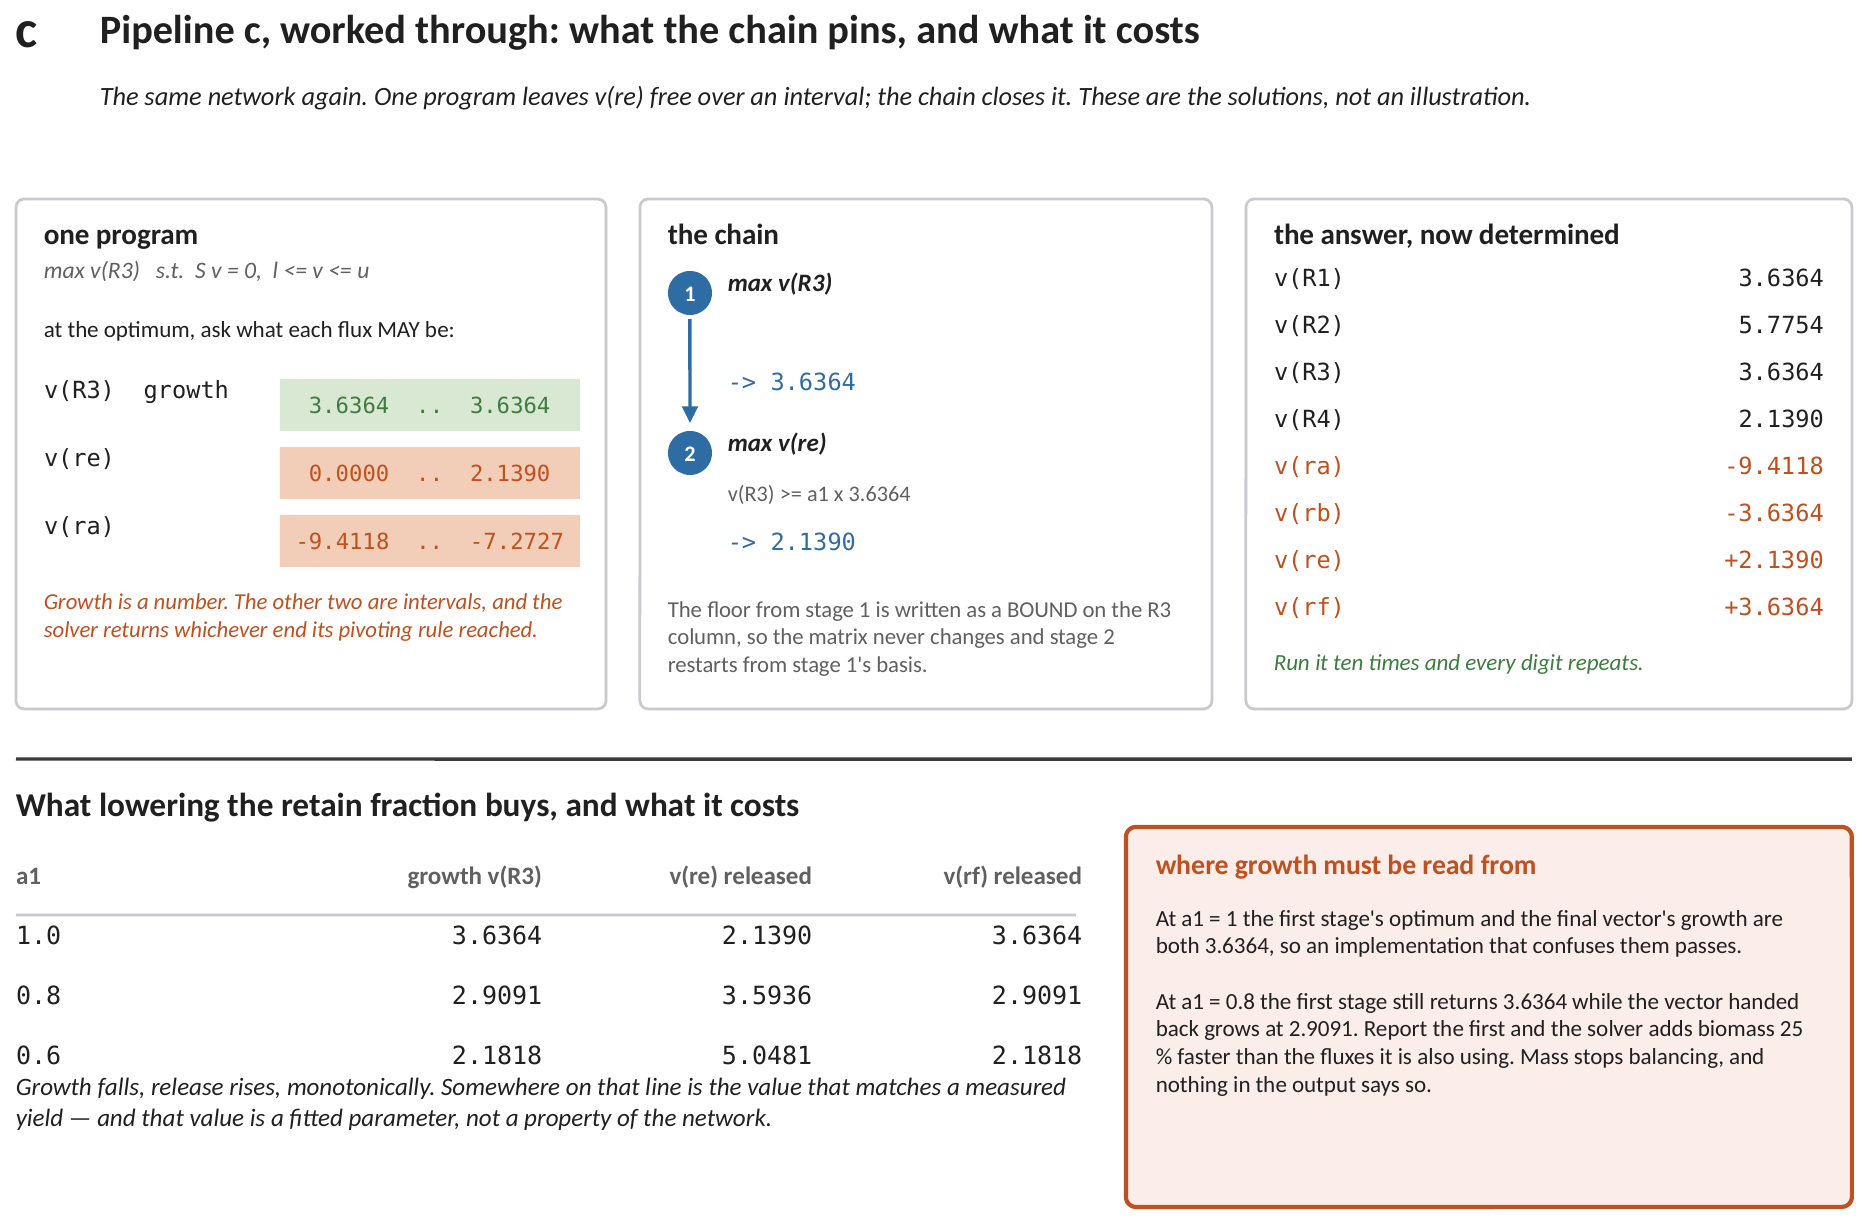 c
Pipeline c, worked through: what the chain pins, and what it costs
The same network again. One program leaves v(re) free over an interval; the chain closes it. These are the solutions, not an illustration.
one program
max v(R3)   s.t.  S v = 0,  l <= v <= u
at the optimum, ask what each flux MAY be:
v(R3)  growth  3.6364  ..  3.6364
v(re)  0.0000  ..  2.1390
v(ra)  -9.4118  ..  -7.2727
Growth is a number. The other two are intervals, and the
solver returns whichever end its pivoting rule reached.
the chain
1 max v(R3)
-> 3.6364
2 max v(re)
v(R3) >= a1 x 3.6364
-> 2.1390
The floor from stage 1 is written as a BOUND on the R3
column, so the matrix never changes and stage 2
restarts from stage 1's basis.
the answer, now determined
v(R1) 3.6364
v(R2) 5.7754
v(R3) 3.6364
v(R4) 2.1390
v(ra) -9.4118
v(rb) -3.6364
v(re) +2.1390
v(rf) +3.6364
Run it ten times and every digit repeats.
What lowering the retain fraction buys, and what it costs
a1 growth v(R3) v(re) released v(rf) released
1.0 3.6364 2.1390 3.6364
0.8 2.9091 3.5936 2.9091
0.6 2.1818 5.0481 2.1818
Growth falls, release rises, monotonically. Somewhere on that line is the value that matches a measured
yield — and that value is a fitted parameter, not a property of the network.
where growth must be read from
At a1 = 1 the first stage's optimum and the final vector's growth are
both 3.6364, so an implementation that confuses them passes.
At a1 = 0.8 the first stage still returns 3.6364 while the vector handed
back grows at 2.9091. Report the first and the solver adds biomass 25
% faster than the fluxes it is also using. Mass stops balancing, and
nothing in the output says so.